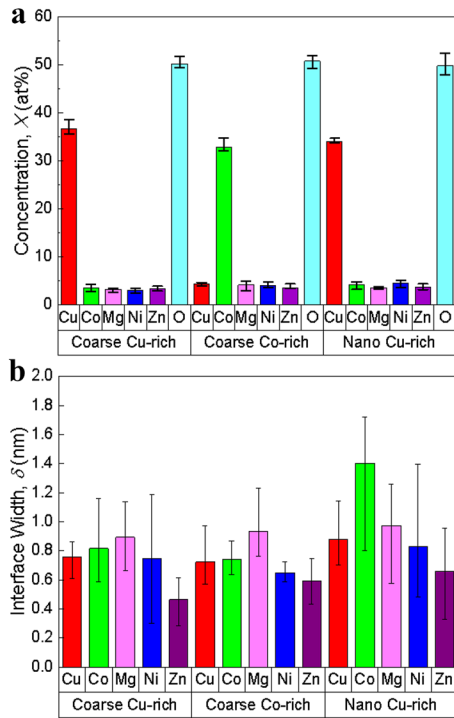 a
60
50
40
30
20
10
0
Concentration, X (at%)
Cu Co Mg Ni Zn O Cu Co Mg Ni Zn O Cu Co Mg Ni Zn O
Coarse Cu-rich Coarse Co-rich Nano Cu-rich
b
2.0
1.8
1.6
1.4
1.2
1.0
0.8
0.6
0.4
0.2
0.0
Interface Width, δ (nm)
Cu Co Mg Ni Zn Cu Co Mg Ni Zn Cu Co Mg Ni Zn
Coarse Cu-rich Coarse Co-rich Nano Cu-rich